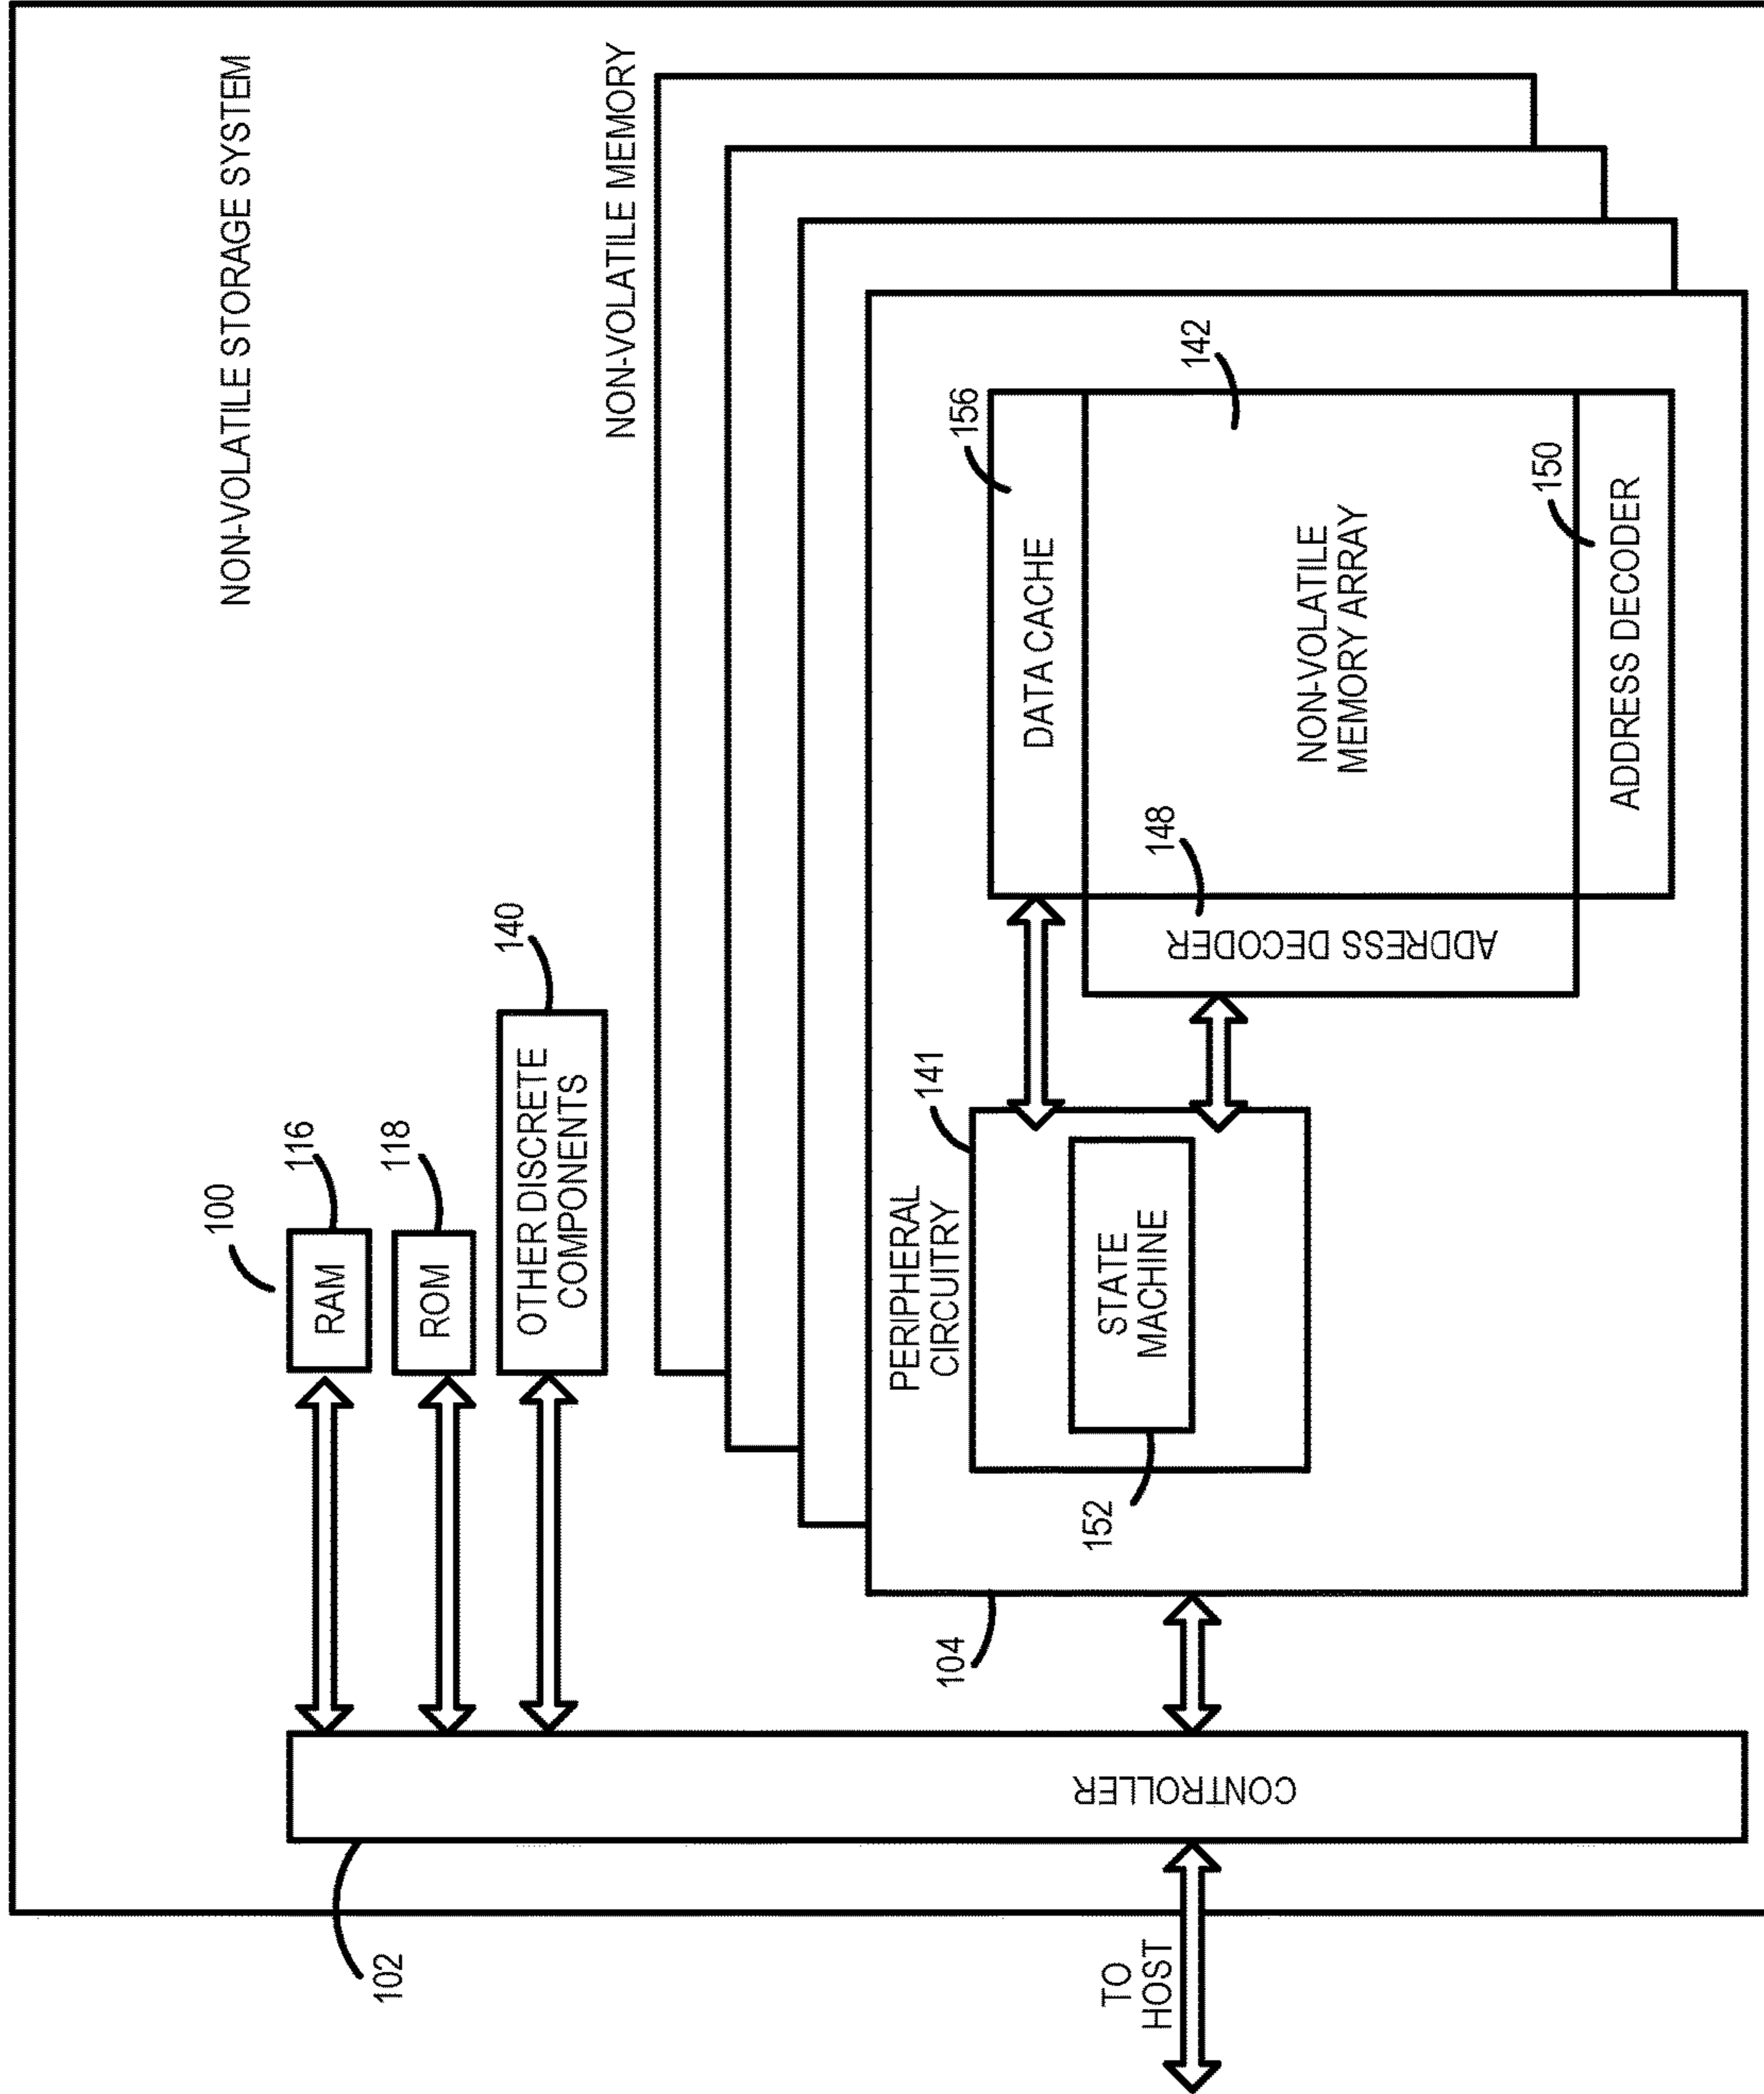 NON-VOLATILE STORAGE SYSTEM
100
116
RAM
118
ROM
140
OTHER DISCRETE
COMPONENTS
NON-VOLATILE MEMORY
102
CONTROLLER
TO
HOST
104
PERIPHERAL
CIRCUITRY
141
STATE
MACHINE
152
156
DATA CACHE
142
NON-VOLATILE
MEMORY ARRAY
148
ADDRESS DECODER
150
ADDRESS DECODER